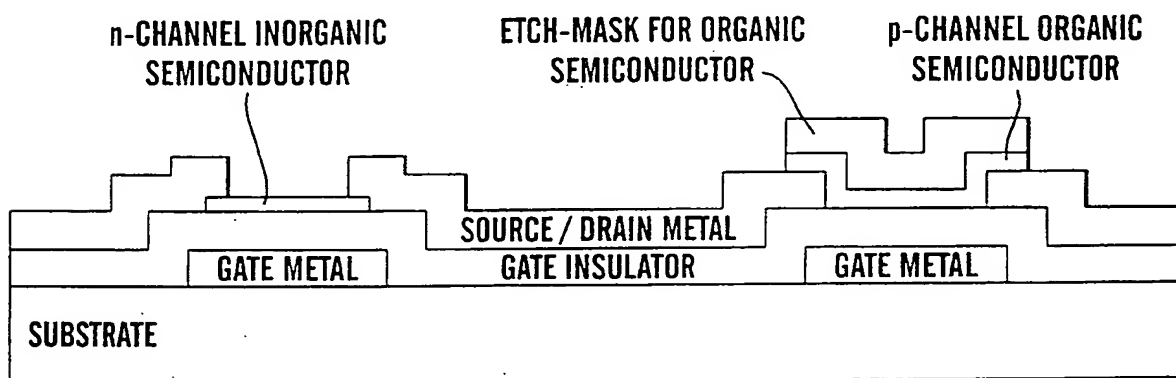 n-CHANNEL INORGANIC
SEMICONDUCTOR
ETCH-MASK FOR ORGANIC
SEMICONDUCTOR
p-CHANNEL ORGANIC
SEMICONDUCTOR
SOURCE / DRAIN METAL
GATE METAL
GATE INSULATOR
GATE METAL
SUBSTRATE